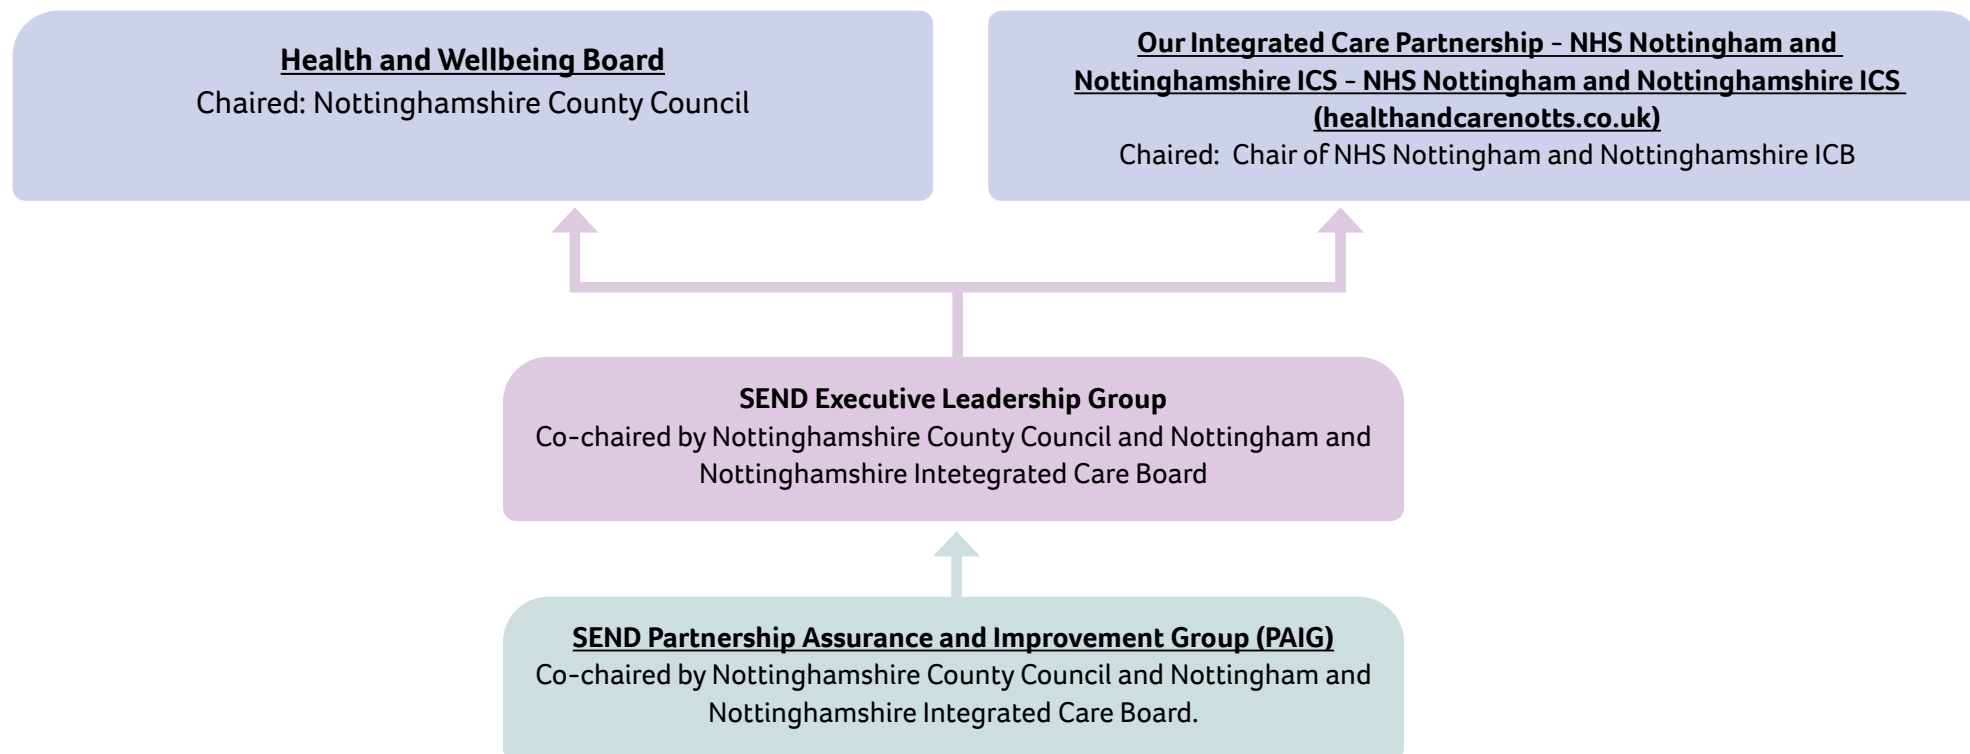 Health and Wellbeing Board
Chaired: Nottinghamshire County Council
Our Integrated Care Partnership - NHS Nottingham and
Nottinghamshire ICS - NHS Nottingham and Nottinghamshire ICS
(healthandcarenotts.co.uk)
Chaired: Chair of NHS Nottingham and Nottinghamshire ICB
SEND Executive Leadership Group
Co-chaired by Nottinghamshire County Council and Nottingham and
Nottinghamshire Intetegrated Care Board
SEND Partnership Assurance and Improvement Group (PAIG)
Co-chaired by Nottinghamshire County Council and Nottingham and
Nottinghamshire Integrated Care Board.